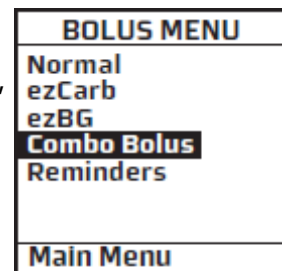 BOLUS MENU
Normal
ezCarb
ezBG
Combo Bolus
Reminders
Main Menu